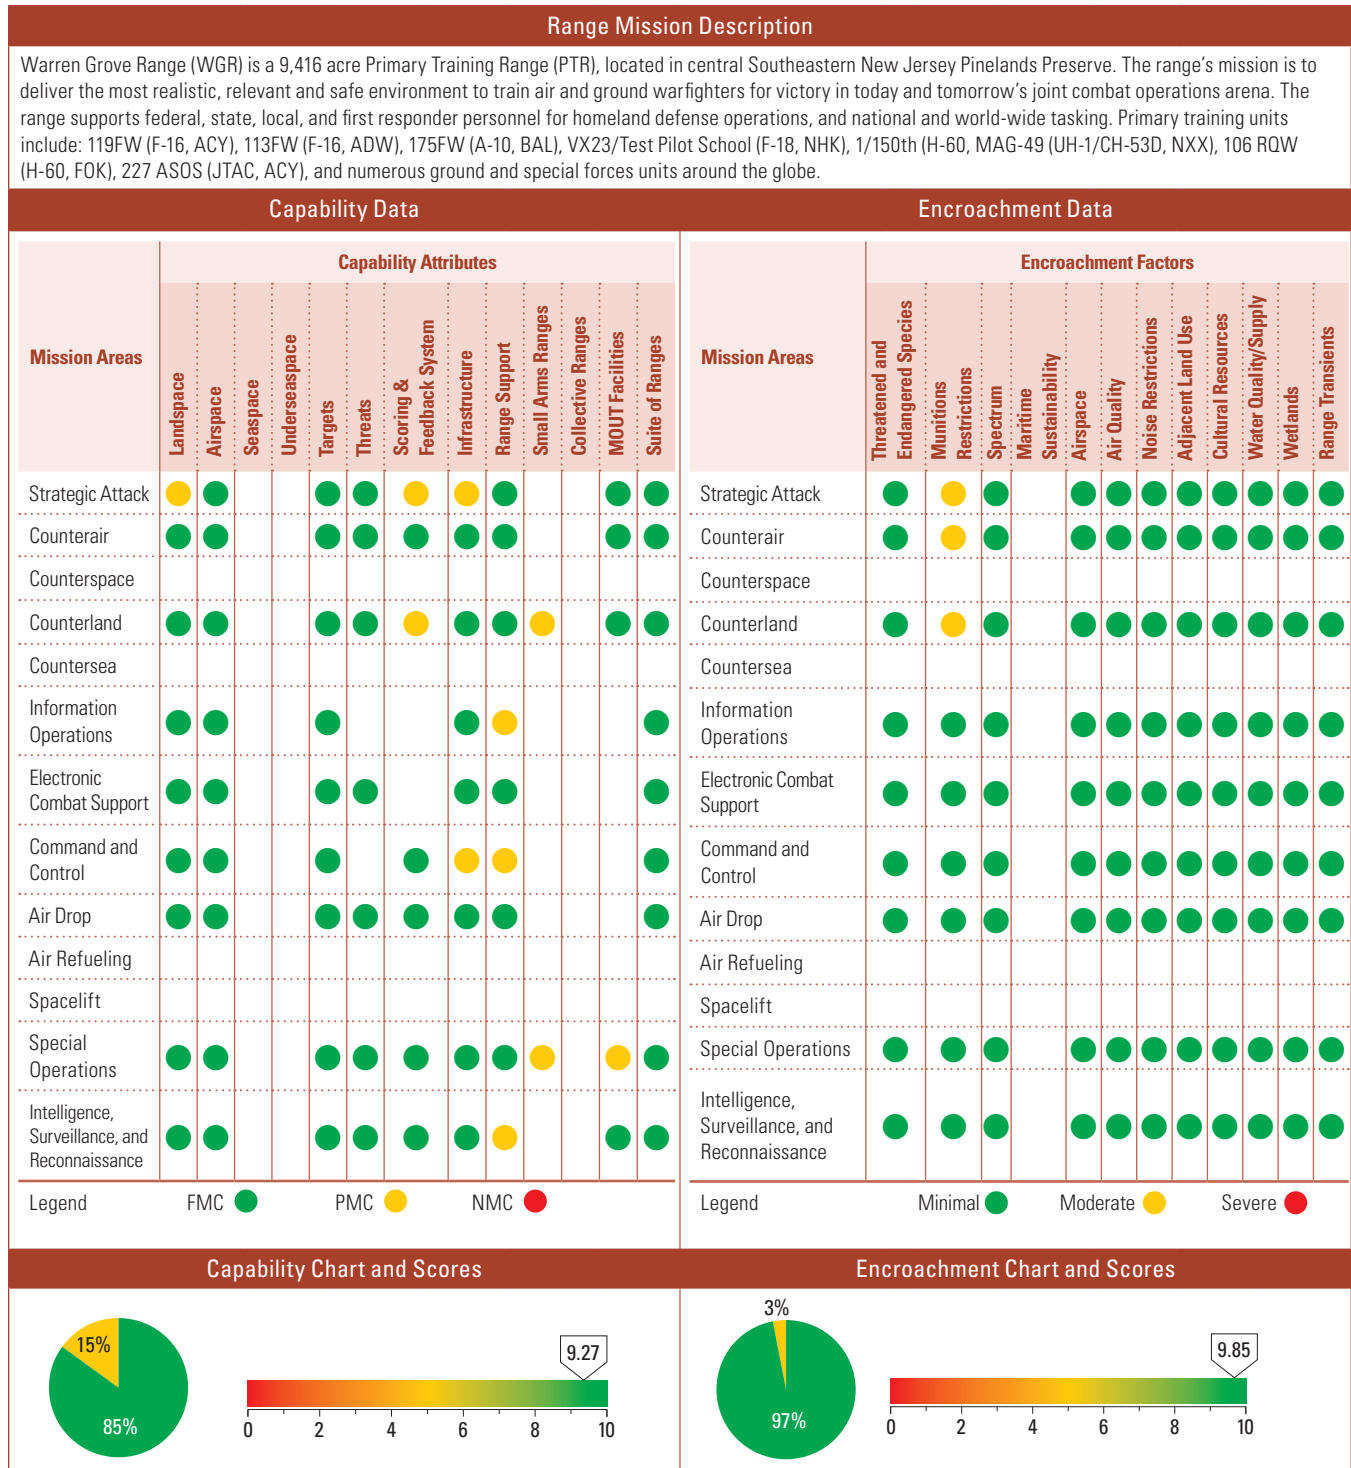 Range Mission Description
Warren Grove Range (WGR) is a 9,416 acre Primary Training Range (PTR), located in central Southeastern New Jersey Pinelands Preserve. The range's mission is to
deliver the most realistic, relevant and safe environment to train air and ground warfighters for victory in today and tomorrow's joint combat operations arena. The
range supports federal, state, local, and first responder personnel for homeland defense operations, and national and world-wide tasking. Primary training units
include: 119FW (F-16, ACY), 113FW (F-16, ADW), 175FW (A-10, BAL), VX23/Test Pilot School (F-18, NHK), 1/150th (H-60, MAG-49 (UH-1/CH-53D, NXX), 106 RQW
(H-60, FOK), 227 ASOS (JTAC, ACY), and numerous ground and special forces units around the globe.
Capability Data
Mission Areas
Capability Attributes
Landspace
Airspace
Seaspace
Underseaspace
Targets
Threats
Scoring &
Feedback System
Infrastructure
Range Support
Small Arms Ranges
Collective Ranges
MOUT Facilities
Suite of Ranges
Strategic Attack
Counterair
Counterspace
Counterland
Countersea
Information
Operations
Electronic
Combat Support
Command and
Control
Air Drop
Air Refueling
Spacelift
Special
Operations
Intelligence,
Surveillance, and
Reconnaissance
Legend
FMC
PMC
NMC
Encroachment Data
Mission Areas
Encroachment Factors
Threatened and
Endangered Species
Munitions
Restrictions
Spectrum
Maritime
Sustainability
Airspace
Air Quality
Noise Restrictions
Adjacent Land Use
Cultural Resources
Water Quality/Supply
Wetlands
Range Transients
Strategic Attack
Counterair
Counterspace
Counterland
Countersea
Information
Operations
Electronic Combat
Support
Command and
Control
Air Drop
Air Refueling
Spacelift
Special Operations
Intelligence,
Surveillance, and
Reconnaissance
Legend
Minimal
Moderate
Severe
Capability Chart and Scores
15%
85%
9.27
0 2 4 6 8 10
Encroachment Chart and Scores
3%
97%
9.85
0 2 4 6 8 10